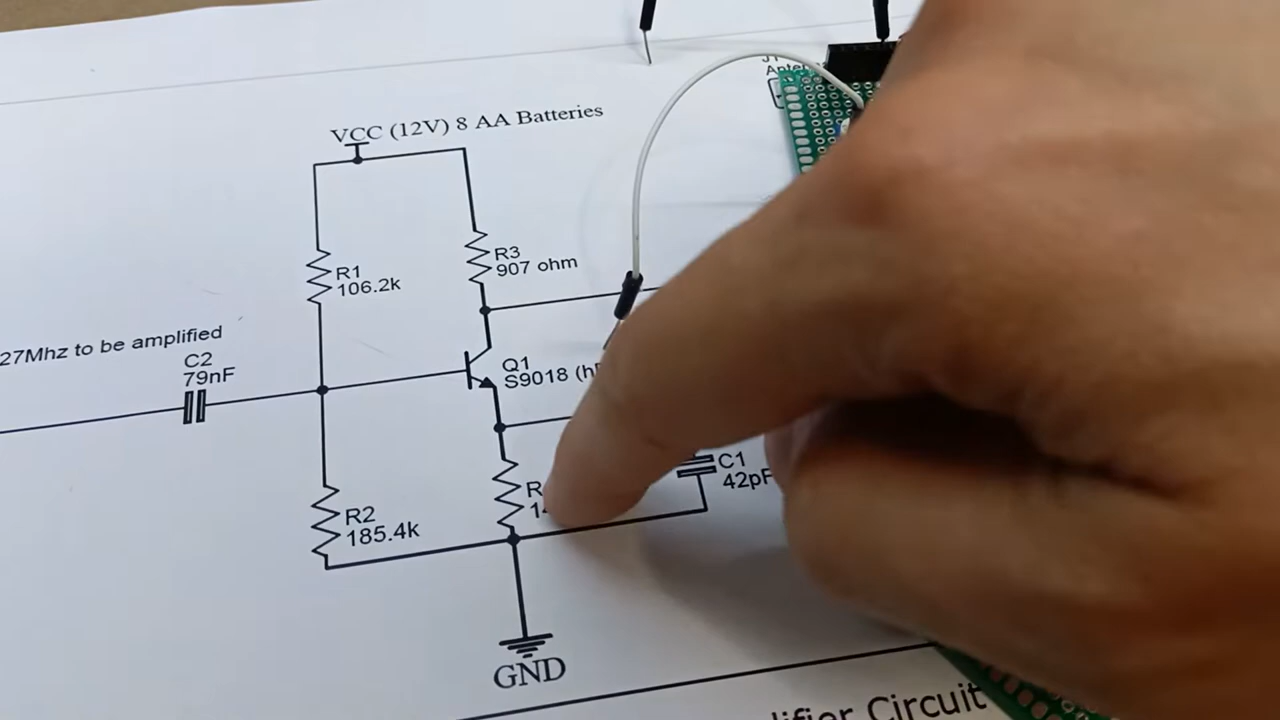 VCC (12V) 8 AA Batteries
R3
907 ohm
R1
106.2k
27Mhz to be amplified
C2
79nF
Q1
S9018
C1
42pF
R2
185.4k
GND
Circuit